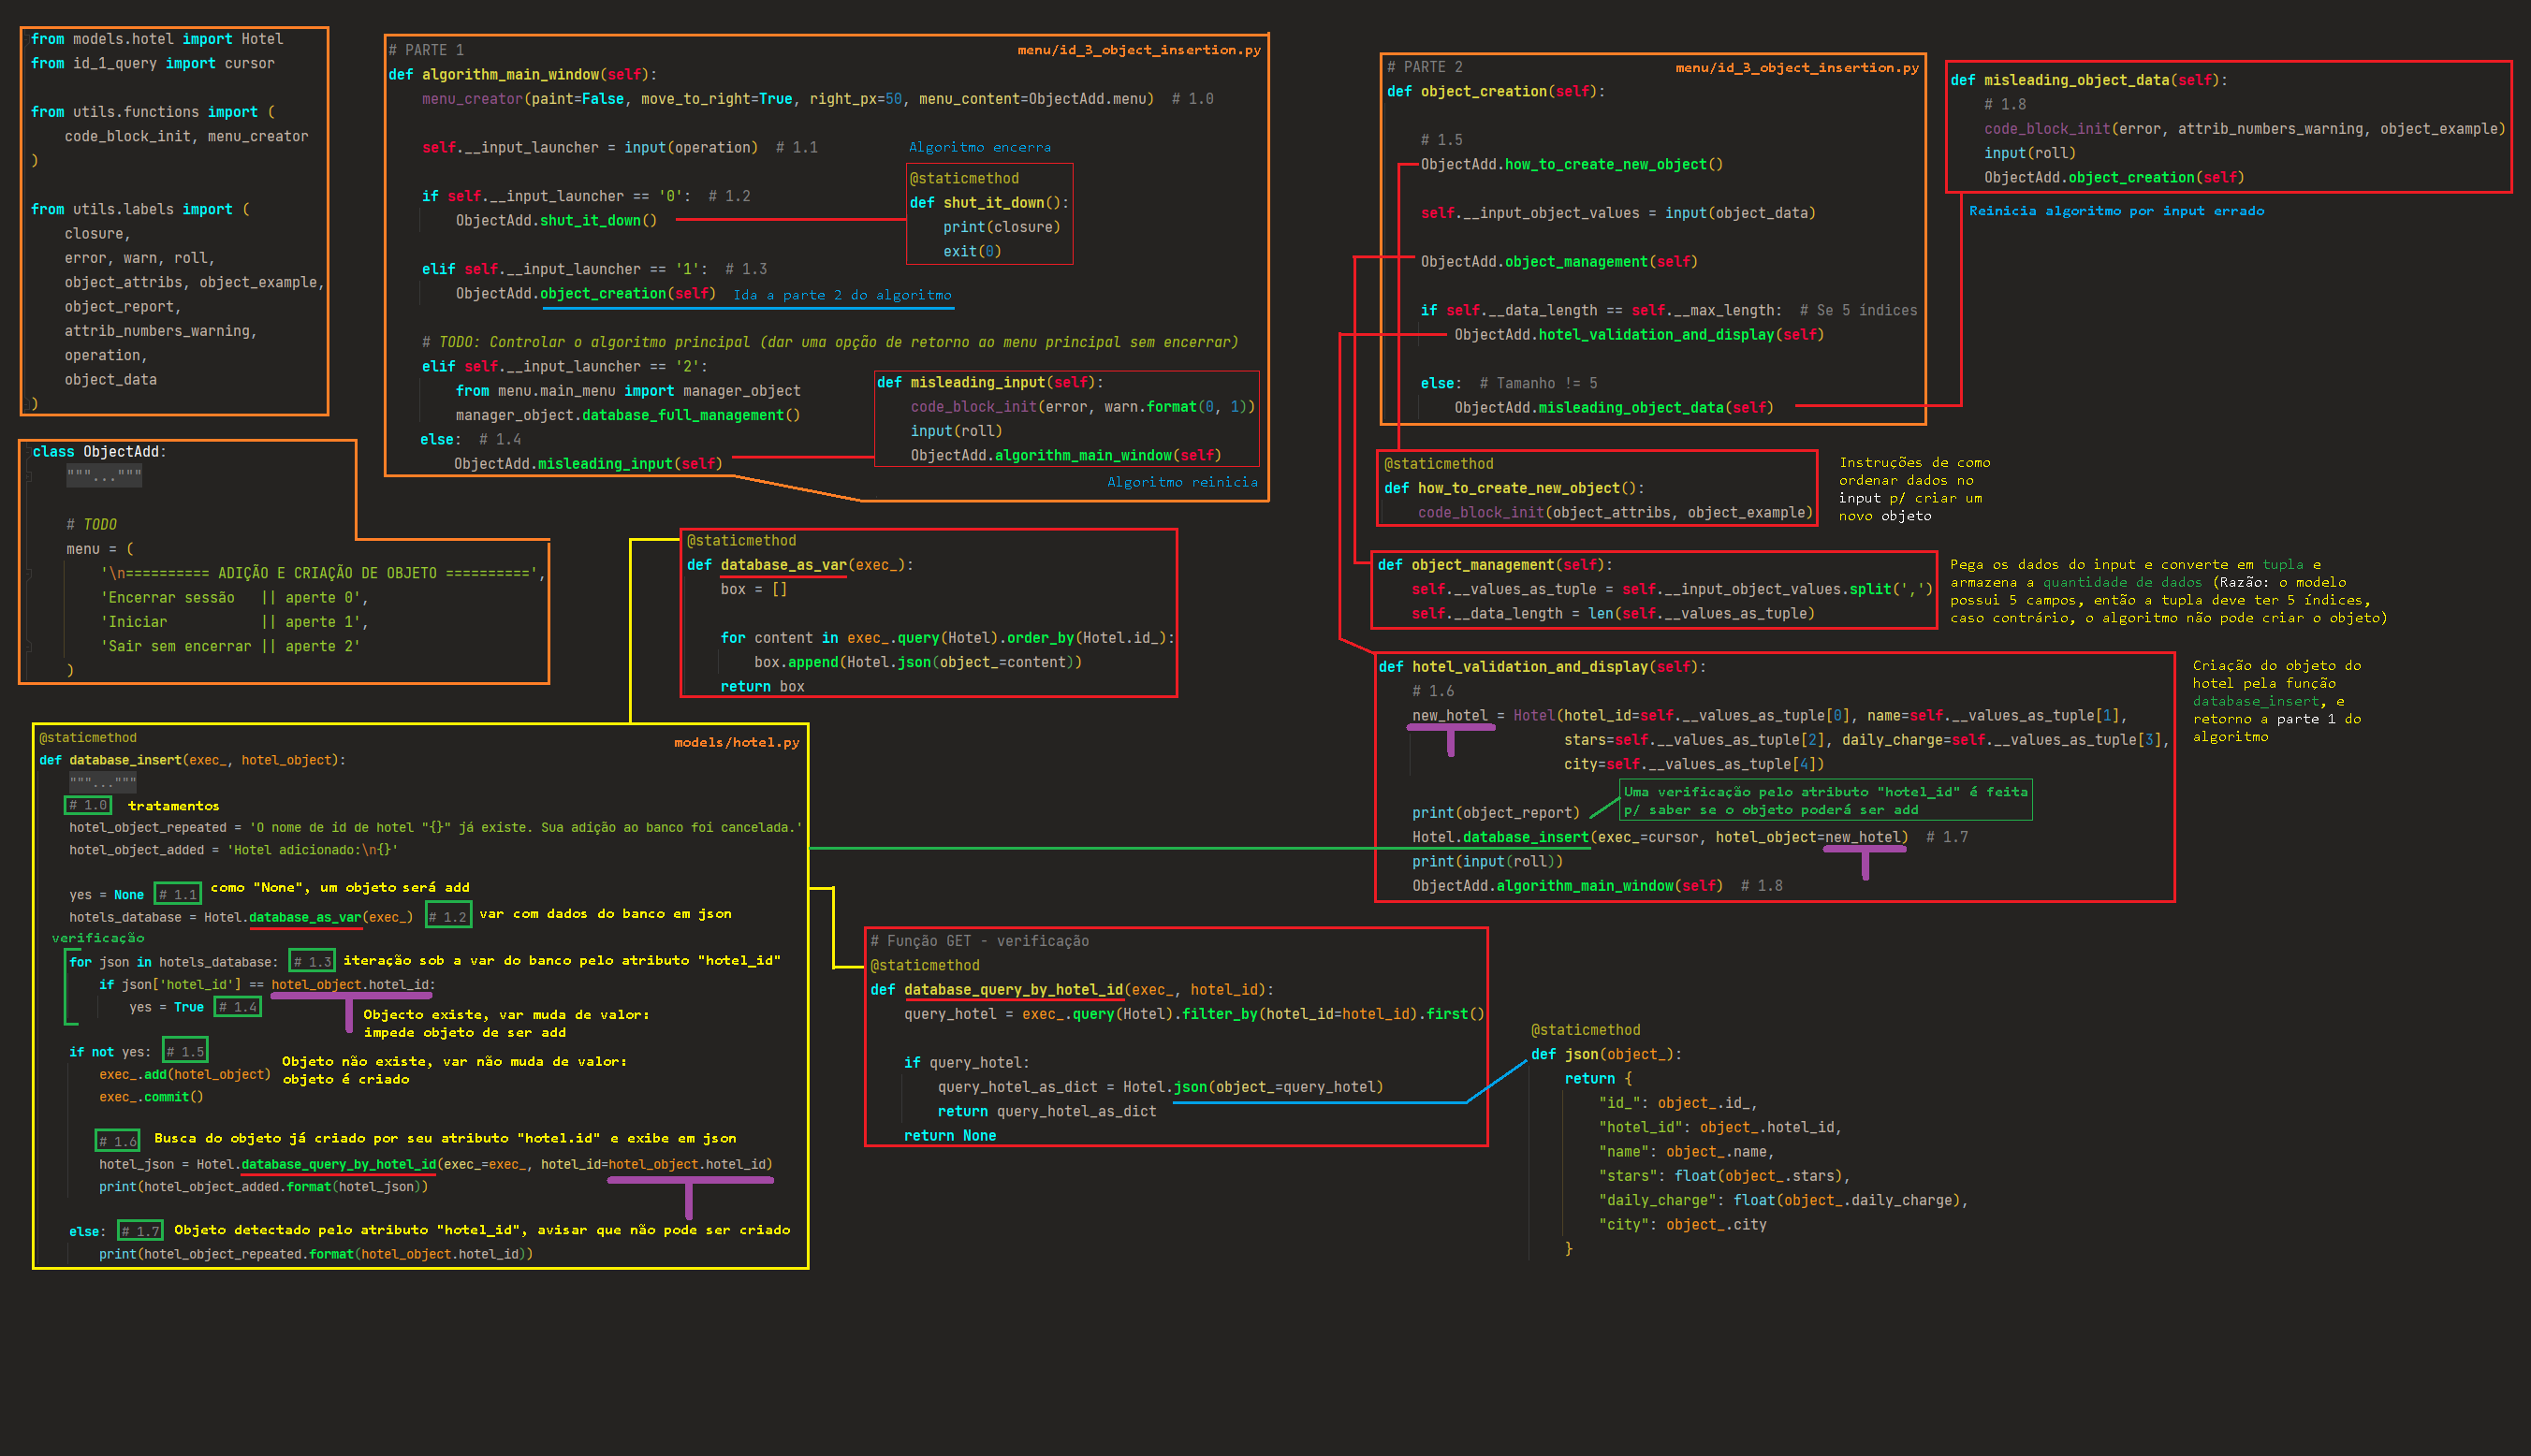 from models.hotel import Hotel
from id_1_query import cursor
from utils.functions import (
    code_block_init, menu_creator
)
from utils.labels import (
    closure,
    error, warn, roll,
    object_attribs, object_example,
    object_report,
    attrib_numbers_warning,
    operation,
    object_data
)
class ObjectAdd:
    """..."""
    # TODO
    menu = (
        '\n========== ADIÇÃO E CRIAÇÃO DE OBJETO ==========',
        'Encerrar sessão   || aperte 0',
        'Iniciar           || aperte 1',
        'Sair sem encerrar || aperte 2'
    )
# PARTE 1
menu/id_3_object_insertion.py
def algorithm_main_window(self):
    menu_creator(paint=False, move_to_right=True, right_px=50, menu_content=ObjectAdd.menu)  # 1.0
    self.__input_launcher = input(operation)  # 1.1
    if self.__input_launcher == '0':  # 1.2
        ObjectAdd.shut_it_down()
    elif self.__input_launcher == '1':  # 1.3
        ObjectAdd.object_creation(self)  Ida a parte 2 do algoritmo
    # TODO: Controlar o algoritmo principal (dar uma opção de retorno ao menu principal sem encerrar)
    elif self.__input_launcher == '2':
        from menu.main_menu import manager_object
        manager_object.database_full_management()
    else:  # 1.4
        ObjectAdd.misleading_input(self)
Algoritmo encerra
@staticmethod
def shut_it_down():
    print(closure)
    exit(0)
def misleading_input(self):
    code_block_init(error, warn.format(0, 1))
    input(roll)
    ObjectAdd.algorithm_main_window(self)
Algoritmo reinicia
# PARTE 2
menu/id_3_object_insertion.py
def object_creation(self):
    # 1.5
    ObjectAdd.how_to_create_new_object()
    self.__input_object_values = input(object_data)
    ObjectAdd.object_management(self)
    if self.__data_length == self.__max_length:  # Se 5 índices
        ObjectAdd.hotel_validation_and_display(self)
    else:  # Tamanho != 5
        ObjectAdd.misleading_object_data(self)
def misleading_object_data(self):
    # 1.8
    code_block_init(error, attrib_numbers_warning, object_example)
    input(roll)
    ObjectAdd.object_creation(self)
Reinicia algoritmo por input errado
@staticmethod
def how_to_create_new_object():
    code_block_init(object_attribs, object_example)
Instruções de como
ordenar dados no
input p/ criar um
novo objeto
def object_management(self):
    self.__values_as_tuple = self.__input_object_values.split(',')
    self.__data_length = len(self.__values_as_tuple)
Pega os dados do input e converte em tupla e
armazena a quantidade de dados (Razão: o modelo
possui 5 campos, então a tupla deve ter 5 índices,
caso contrário, o algoritmo não pode criar o objeto)
def hotel_validation_and_display(self):
    # 1.6
    new_hotel = Hotel(hotel_id=self.__values_as_tuple[0], name=self.__values_as_tuple[1],
                      stars=self.__values_as_tuple[2], daily_charge=self.__values_as_tuple[3],
                      city=self.__values_as_tuple[4])
Uma verificação pelo atributo "hotel_id" é feita
p/ saber se o objeto poderá ser add
    print(object_report)
    Hotel.database_insert(exec_=cursor, hotel_object=new_hotel)  # 1.7
    print(input(roll))
    ObjectAdd.algorithm_main_window(self)  # 1.8
Criação do objeto do
hotel pela função
database_insert, e
retorno a parte 1 do
algoritmo
@staticmethod
def database_as_var(exec_):
    box = []
    for content in exec_.query(Hotel).order_by(Hotel.id_):
        box.append(Hotel.json(object_=content))
    return box
@staticmethod
models/hotel.py
def database_insert(exec_, hotel_object):
    """..."""
    # 1.0  tratamentos
    hotel_object_repeated = 'O nome de id de hotel "{}" já existe. Sua adição ao banco foi cancelada.'
    hotel_object_added = 'Hotel adicionado:\n{}'
    yes = None  # 1.1  como "None", um objeto será add
    hotels_database = Hotel.database_as_var(exec_)  # 1.2  var com dados do banco em json
verificação
    for json in hotels_database:  # 1.3  iteração sob a var do banco pelo atributo "hotel_id"
        if json['hotel_id'] == hotel_object.hotel_id:
            yes = True  # 1.4
Objecto existe, var muda de valor:
impede objeto de ser add
    if not yes:  # 1.5
Objeto não existe, var não muda de valor:
        exec_.add(hotel_object)
objeto é criado
        exec_.commit()
        # 1.6  Busca do objeto já criado por seu atributo "hotel.id" e exibe em json
        hotel_json = Hotel.database_query_by_hotel_id(exec_=exec_, hotel_id=hotel_object.hotel_id)
        print(hotel_object_added.format(hotel_json))
    else:  # 1.7  Objeto detectado pelo atributo "hotel_id", avisar que não pode ser criado
        print(hotel_object_repeated.format(hotel_object.hotel_id))
# Função GET - verificação
@staticmethod
def database_query_by_hotel_id(exec_, hotel_id):
    query_hotel = exec_.query(Hotel).filter_by(hotel_id=hotel_id).first()
    if query_hotel:
        query_hotel_as_dict = Hotel.json(object_=query_hotel)
        return query_hotel_as_dict
    return None
@staticmethod
def json(object_):
    return {
        "id_": object_.id_,
        "hotel_id": object_.hotel_id,
        "name": object_.name,
        "stars": float(object_.stars),
        "daily_charge": float(object_.daily_charge),
        "city": object_.city
    }